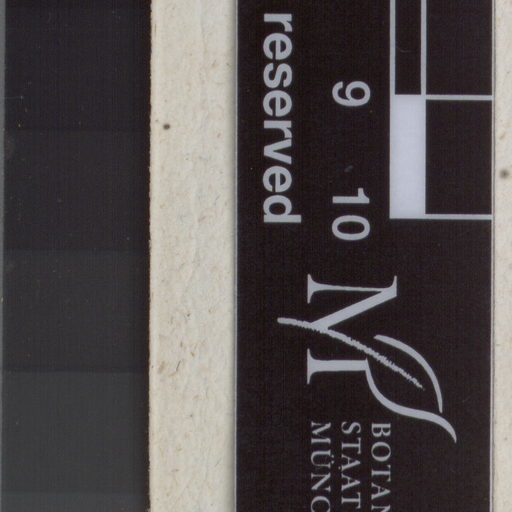 reserved
9 10
M
BOTAN
STAAT
MÜNC